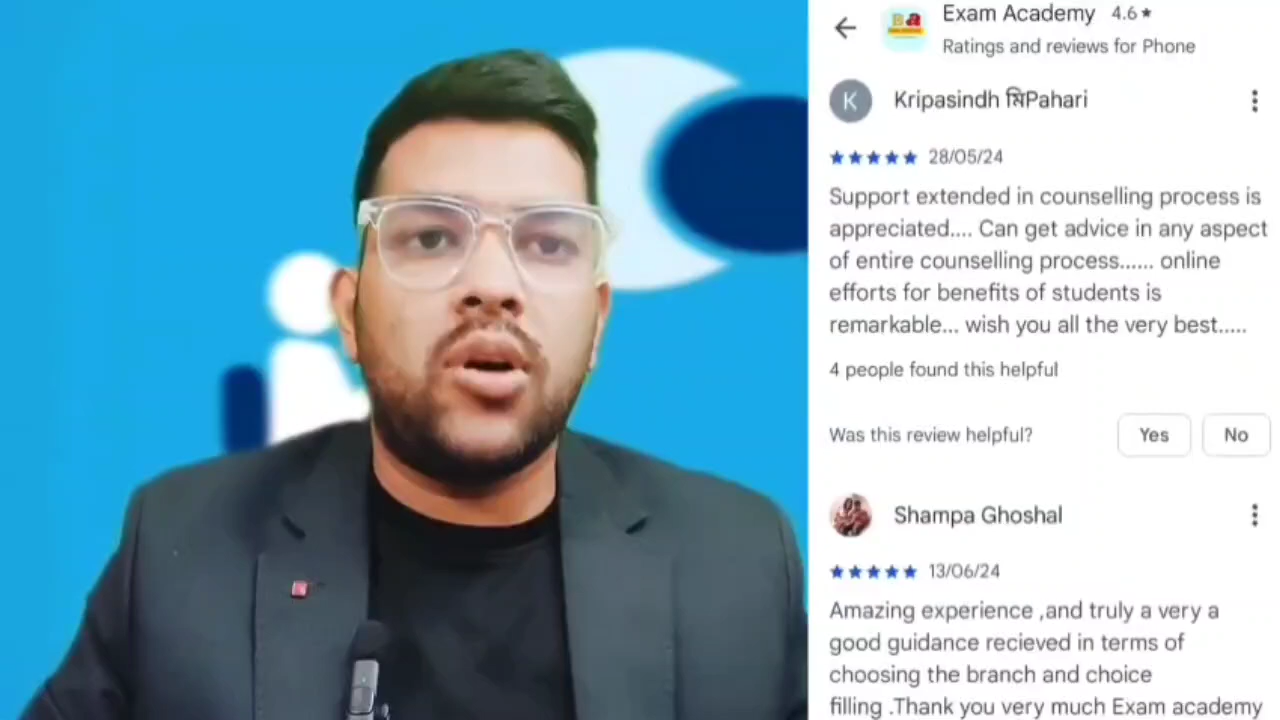 Exam Academy 4.6★
Ratings and reviews for Phone
K
Kripasindh মিPahari
28/05/24
Support extended in counselling process is
appreciated.... Can get advice in any aspect
of entire counselling process...... online
efforts for benefits of students is
remarkable... wish you all the very best.....
4 people found this helpful
Was this review helpful? Yes No
Shampa Ghoshal
13/06/24
Amazing experience ,and truly a very a
good guidance recieved in terms of
choosing the branch and choice
filling .Thank you very much Exam academy